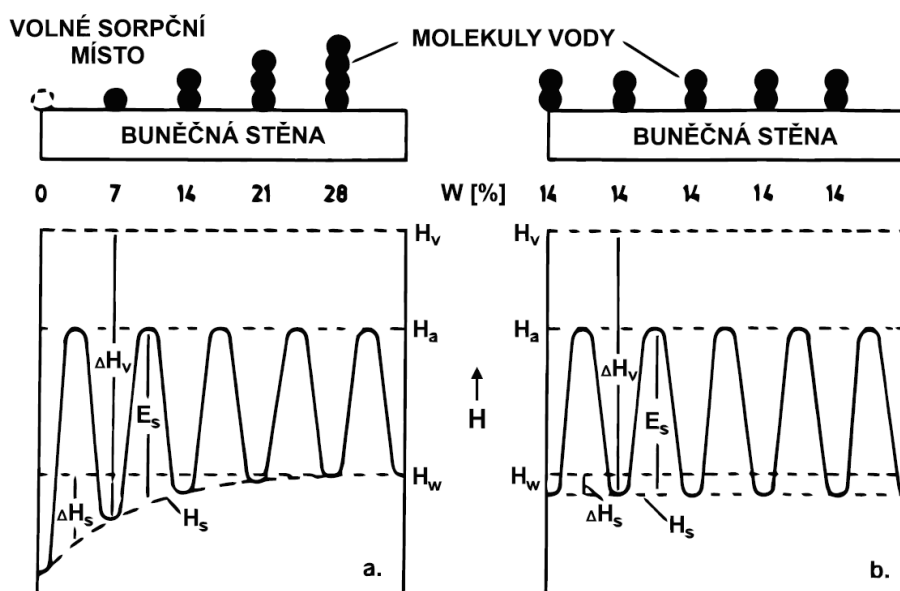 VOLNÉ SORPČNÍ
MÍSTO
MOLEKULY VODY
BUNĚČNÁ STĚNA
BUNĚČNÁ STĚNA
0 7 14 21 28 W [%] 14 14 14 14 14
Hv
Hv
Ha
Ha
ΔHv
ΔHv
H
Es
Es
Hw
Hw
ΔHs
Hs
ΔHs
Hs
a.
b.